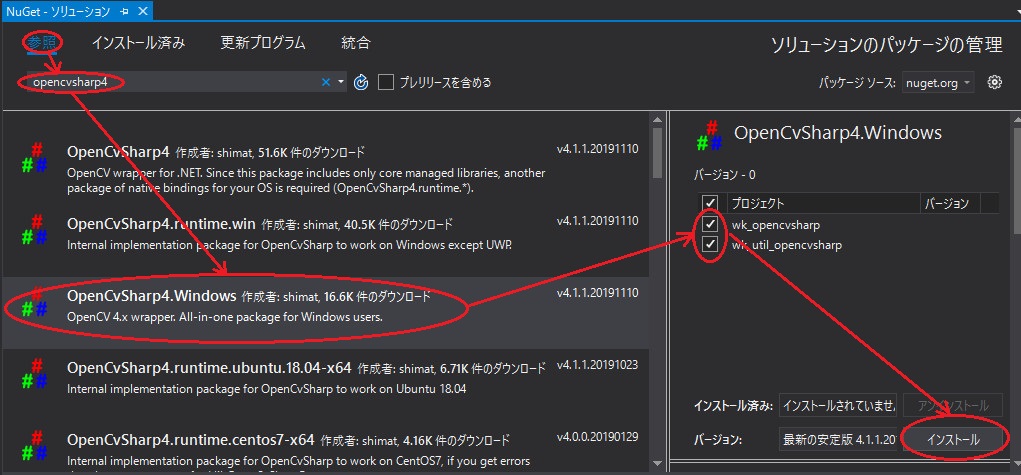 NuGet - ソリューション
参照 インストール済み 更新プログラム 統合
ソリューションのパッケージの管理
opencvsharp4
プレリリースを含める
パッケージ ソース: nuget.org
OpenCvSharp4 作成者: shimat, 51.6K 件のダウンロード v4.1.1.20191110
OpenCV wrapper for .NET. Since this package includes only core managed libraries, another
package of native bindings for your OS is required (OpenCvSharp4.runtime.*).
OpenCvSharp4.runtime.win 作成者: shimat, 40.5K 件のダウンロード v4.1.1.20191110
Internal implementation package for OpenCvSharp to work on Windows except UWP.
OpenCvSharp4.Windows 作成者: shimat, 16.6K 件のダウンロード v4.1.1.20191110
OpenCV 4.x wrapper. All-in-one package for Windows users.
OpenCvSharp4.runtime.ubuntu.18.04-x64 作成者: shimat, 6.71K 件のダウンロード v4.1.1.20191023
Internal implementation package for OpenCvSharp to work on Ubuntu 18.04
OpenCvSharp4.runtime.centos7-x64 作成者: shimat, 4.16K 件のダウンロード v4.0.0.20190129
Internal implementation package for OpenCvSharp to work on CentOS7, if you get errors
OpenCvSharp4.Windows
バージョン - 0
プロジェクト バージョン
wk_opencvsharp
wk_util_opencvsharp
インストール済み: インストールされていませ, アンインストール
バージョン: 最新の安定版 4.1.1.20 インストール